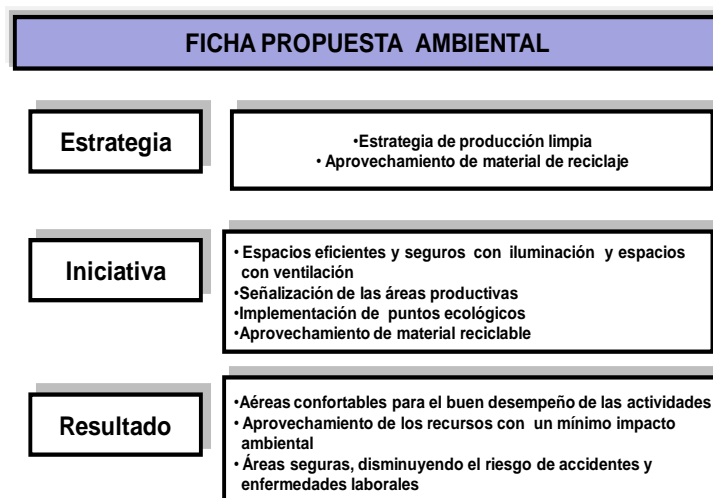 FICHA PROPUESTA AMBIENTAL
Estrategia
•Estrategia de producción limpia
• Aprovechamiento de material de reciclaje
Iniciativa
• Espacios eficientes y seguros con iluminación y espacios
con ventilación
•Señalización de las áreas productivas
•Implementación de puntos ecológicos
•Aprovechamiento de material reciclable
Resultado
•Aéreas confortables para el buen desempeño de las actividades
• Aprovechamiento de los recursos con un mínimo impacto
ambiental
• Áreas seguras, disminuyendo el riesgo de accidentes y
enfermedades laborales